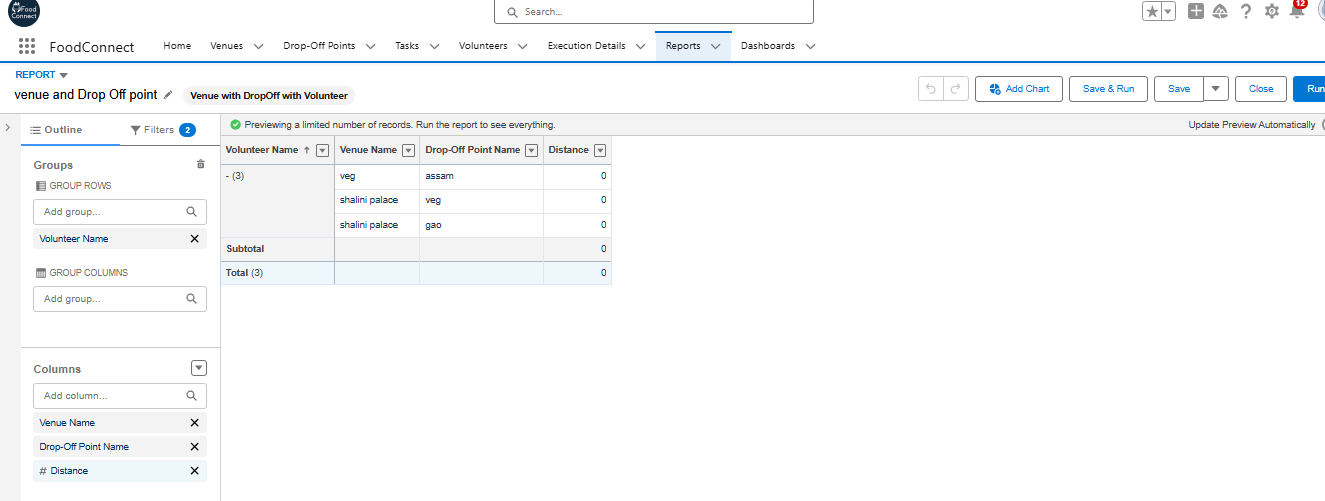 Food
Connect
Search...
12
FoodConnect
Home
Venues
Drop-Off Points
Tasks
Volunteers
Execution Details
Reports
Dashboards
REPORT
venue and Drop Off point
Venue with DropOff with Volunteer
Add Chart
Save & Run
Save
Close
Run
Outline
Filters 2
Previewing a limited number of records. Run the report to see everything.
Update Preview Automatically
Groups
GROUP ROWS
Add group...
Volunteer Name
GROUP COLUMNS
Add group...
Columns
Add column...
Venue Name
Drop-Off Point Name
# Distance
Volunteer Name ↑ Venue Name Drop-Off Point Name Distance
- (3) veg assam 0
shalini palace veg 0
shalini palace gao 0
Subtotal 0
Total (3) 0